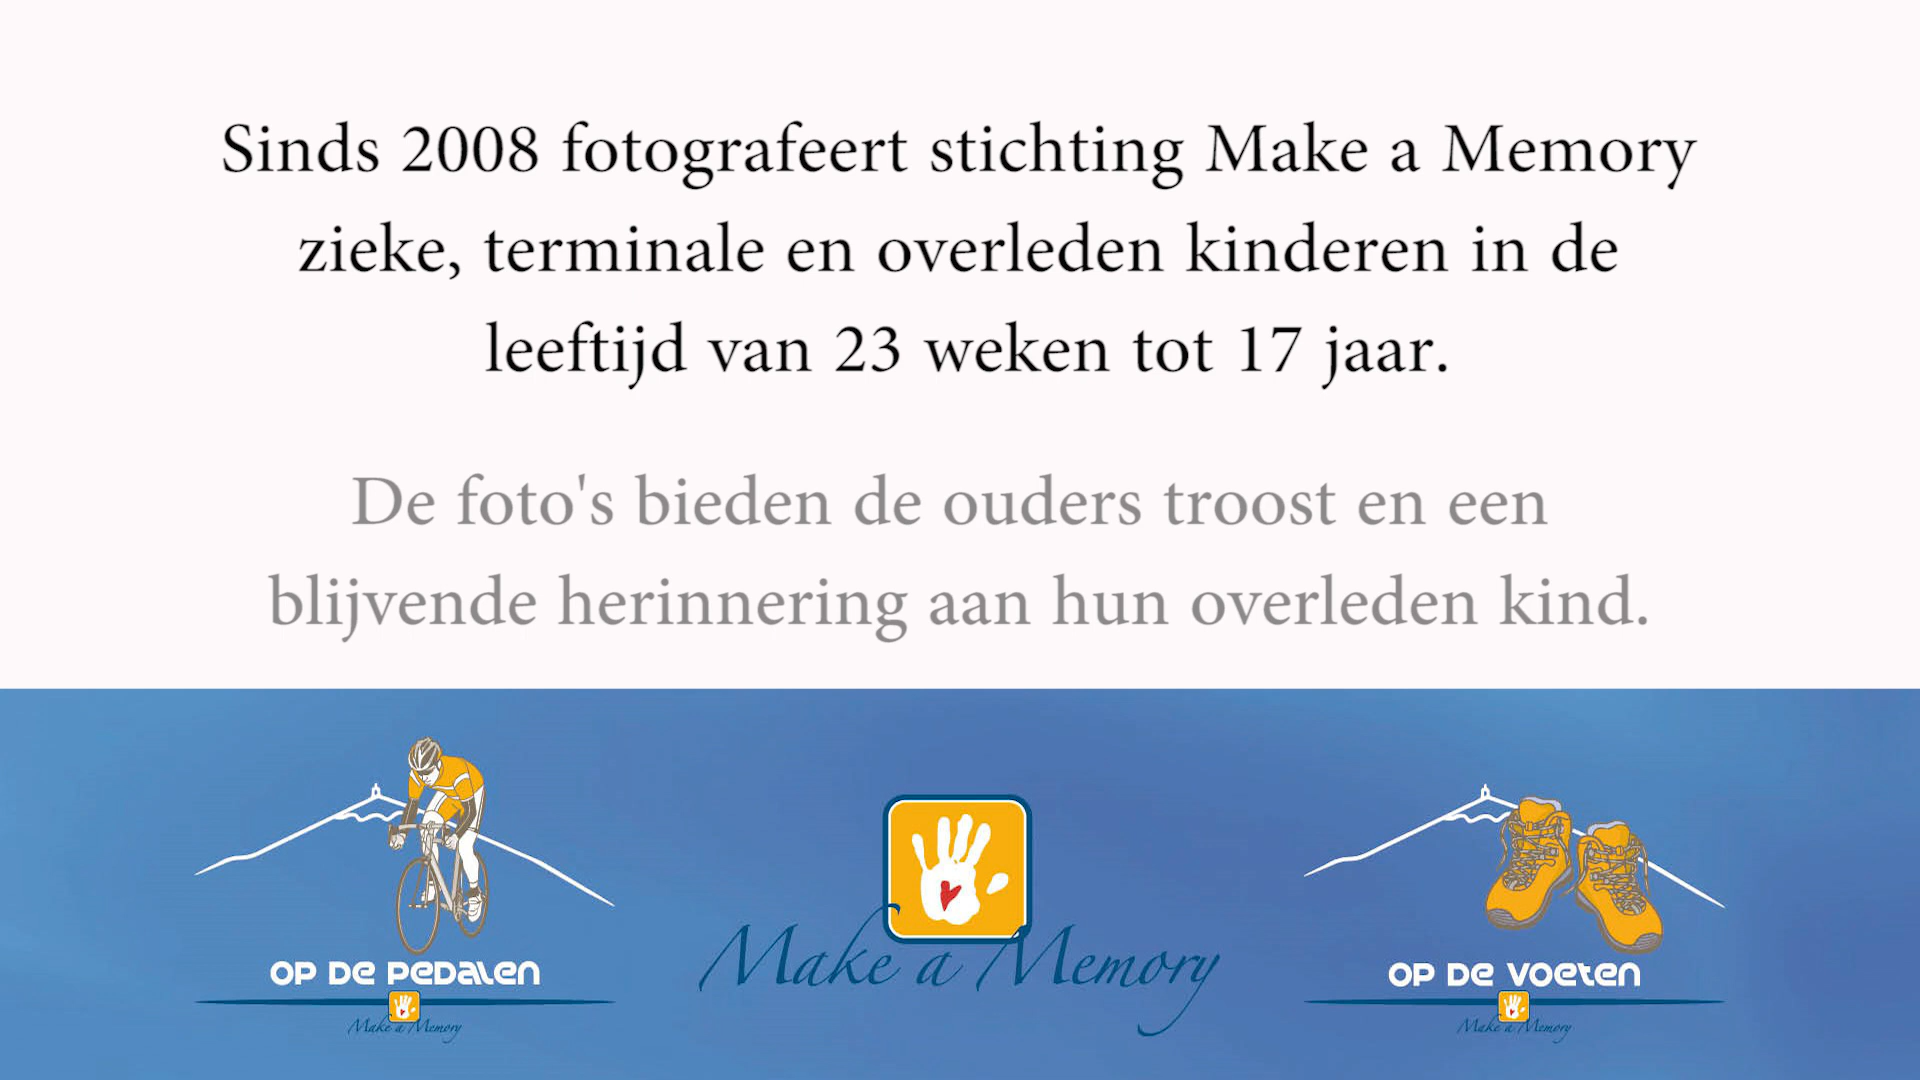 Sinds 2008 fotografeert stichting Make a Memory
zieke, terminale en overleden kinderen in de
leeftijd van 23 weken tot 17 jaar.
De foto's bieden de ouders troost en een
blijvende herinnering aan hun overleden kind.
OP DE PEDALEN
Make a Memory
Make a Memory
OP DE VOETEN
Make a Memory